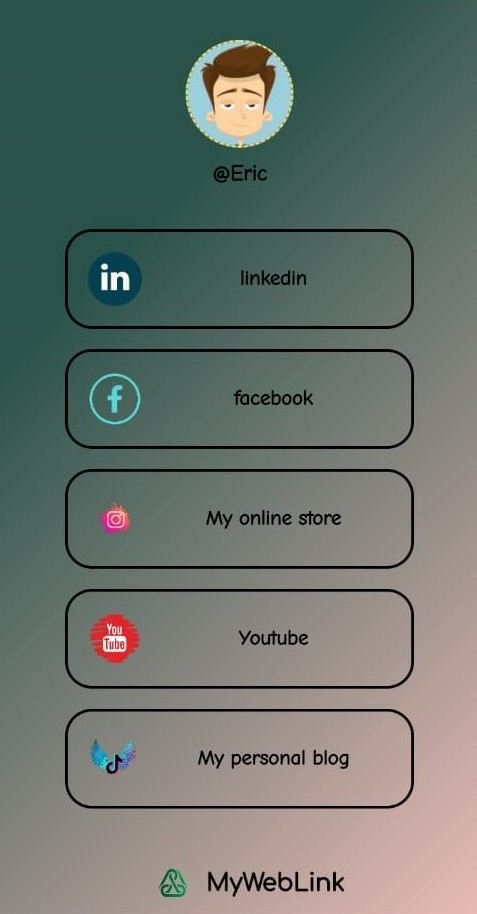 @Eric
in
linkedin
f
facebook
My online store
You
Tube
Youtube
My personal blog
MyWebLink